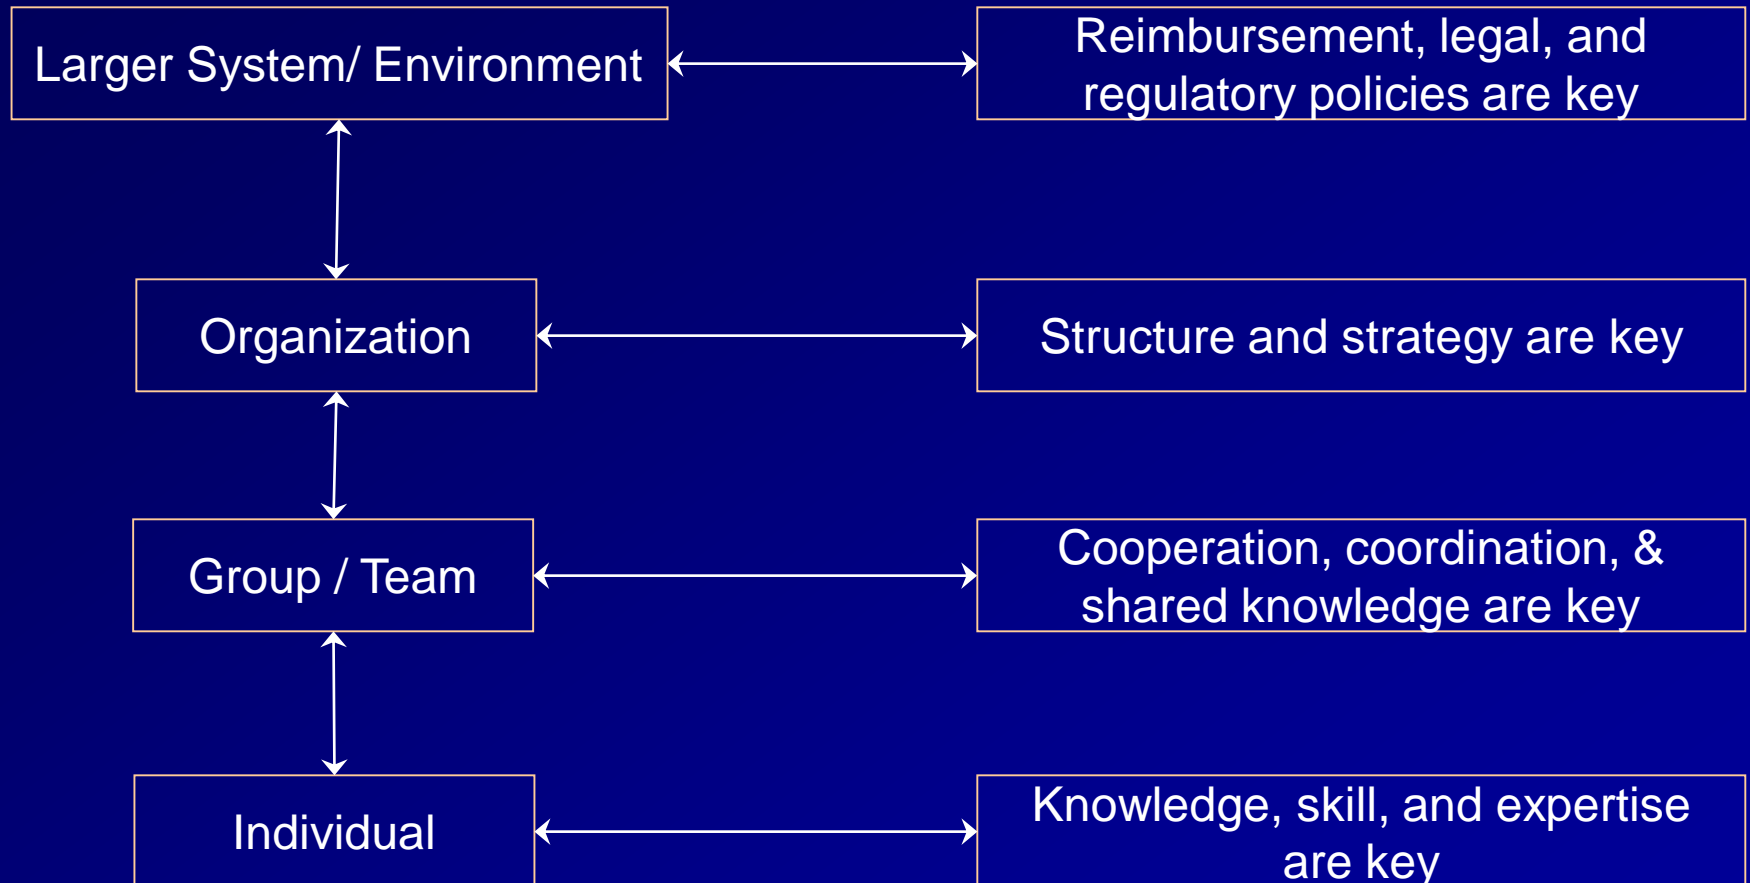 Larger System/ Environment
Reimbursement, legal, and
regulatory policies are key
Organization
Structure and strategy are key
Group / Team
Cooperation, coordination, &
shared knowledge are key
Individual
Knowledge, skill, and expertise
are key